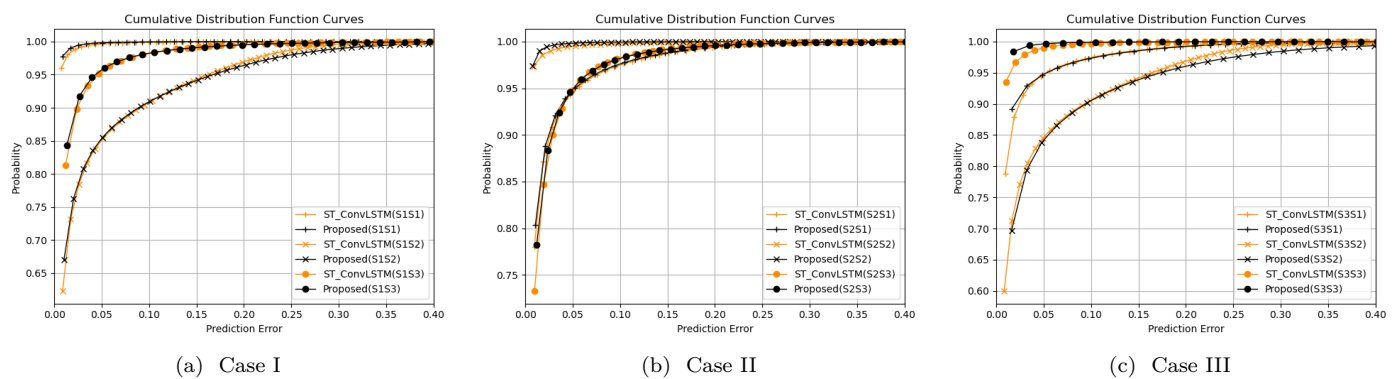 Cumulative Distribution Function Curves
1.00
0.95
0.90
0.85
0.80
0.75
0.70
0.65
Probability
ST_ConvLSTM(S1S1)
Proposed(S1S1)
ST_ConvLSTM(S1S2)
Proposed(S1S2)
ST_ConvLSTM(S1S3)
Proposed(S1S3)
0.00 0.05 0.10 0.15 0.20 0.25 0.30 0.35 0.40
Prediction Error
(a) Case I
Cumulative Distribution Function Curves
1.00
0.95
0.90
0.85
0.80
0.75
Probability
ST_ConvLSTM(S2S1)
Proposed(S2S1)
ST_ConvLSTM(S2S2)
Proposed(S2S2)
ST_ConvLSTM(S2S3)
Proposed(S2S3)
0.00 0.05 0.10 0.15 0.20 0.25 0.30 0.35 0.40
Prediction Error
(b) Case II
Cumulative Distribution Function Curves
1.00
0.95
0.90
0.85
0.80
0.75
0.70
0.65
0.60
Probability
ST_ConvLSTM(S3S1)
Proposed(S3S1)
ST_ConvLSTM(S3S2)
Proposed(S3S2)
ST_ConvLSTM(S3S3)
Proposed(S3S3)
0.00 0.05 0.10 0.15 0.20 0.25 0.30 0.35 0.40
Prediction Error
(c) Case III